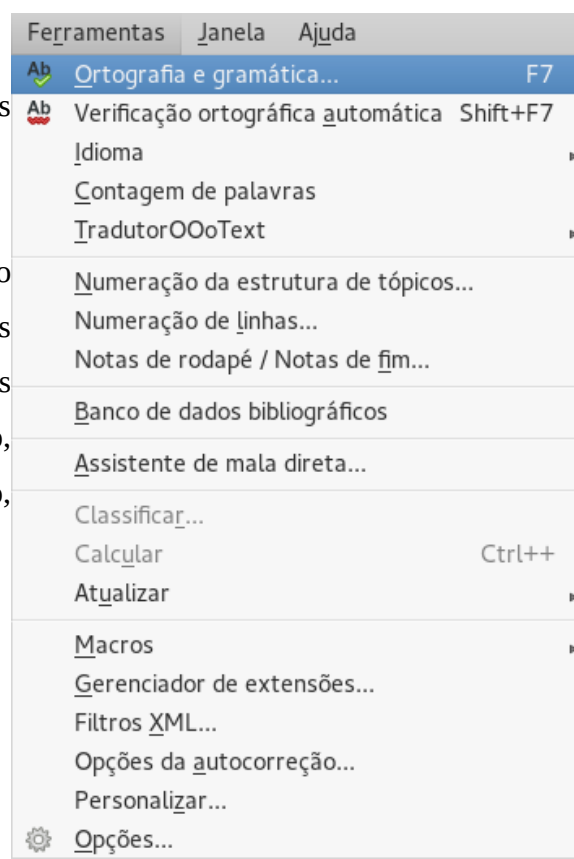 Ferramentas Janela Ajuda
Ortografia e gramática... F7
s
Verificação ortográfica automática Shift+F7
Idioma
Contagem de palavras
TradutorOOoText
o
Numeração da estrutura de tópicos...
s
Numeração de linhas...
Notas de rodapé / Notas de fim...
s
Banco de dados bibliográficos
Assistente de mala direta...
Classificar...
Calcular Ctrl++
Atualizar
Macros
Gerenciador de extensões...
Filtros XML...
Opções da autocorreção...
Personalizar...
Opções...